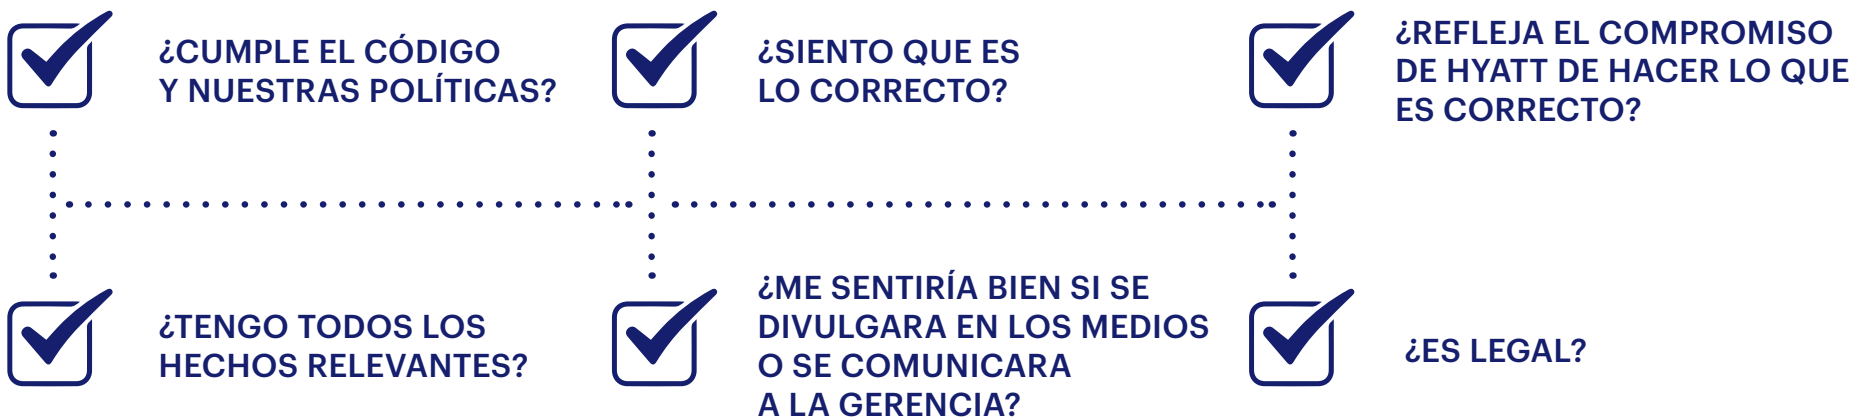 ¿CUMPLE EL CÓDIGO
Y NUESTRAS POLÍTICAS?
¿SIENTO QUE ES
LO CORRECTO?
¿REFLEJA EL COMPROMISO
DE HYATT DE HACER LO QUE
ES CORRECTO?
¿TENGO TODOS LOS
HECHOS RELEVANTES?
¿ME SENTIRÍA BIEN SI SE
DIVULGARA EN LOS MEDIOS
O SE COMUNICARA
A LA GERENCIA?
¿ES LEGAL?